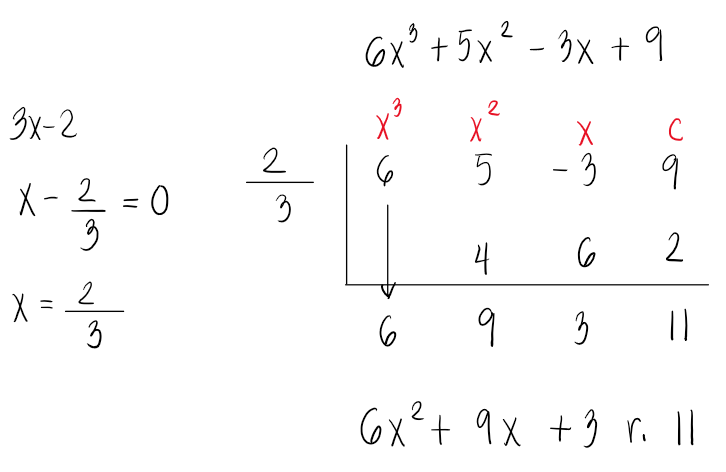 6x³ + 5x² - 3x + 9
3x-2
x - 2/3 = 0
x = 2/3
x³ x² x c
2/3 | 6 5 -3 9
4 6 2
6 9 3 11
6x² + 9x + 3 r. 11